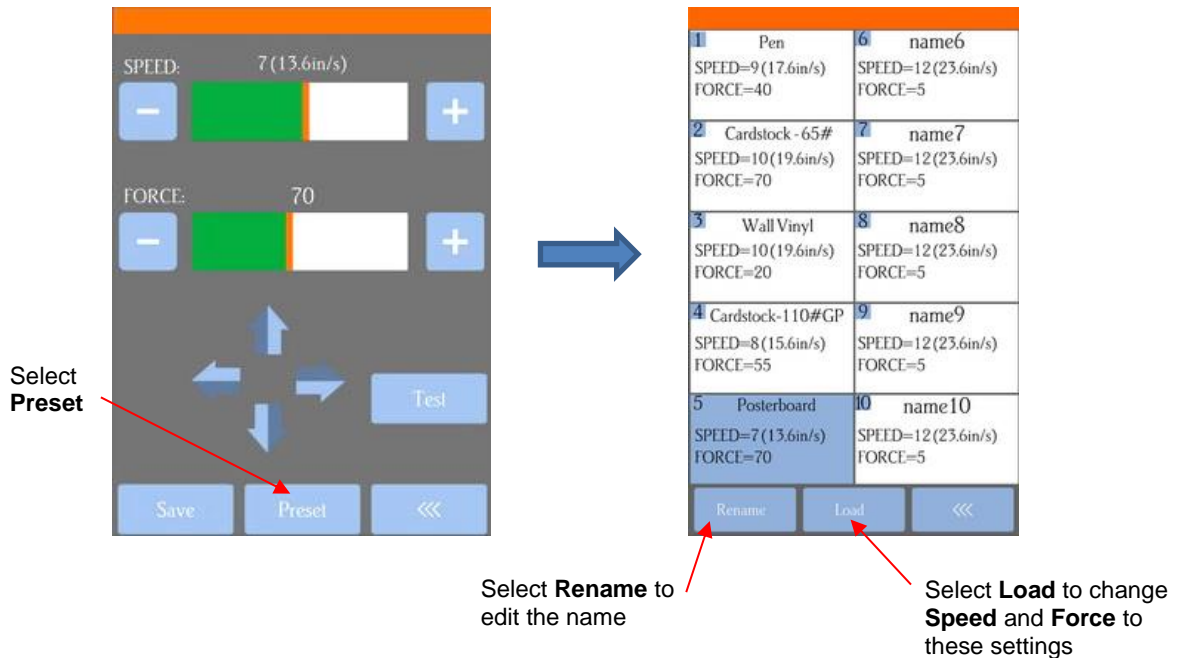 SPEED: 7(13.6in/s)
−
+
FORCE: 70
−
+
Test
Save Preset <<<
Select
Preset
1 Pen
SPEED=9(17.6in/s)
FORCE=40
2 Cardstock - 65#
SPEED=10(19.6in/s)
FORCE=70
3 Wall Vinyl
SPEED=10(19.6in/s)
FORCE=20
4 Cardstock-110#GP
SPEED=8(15.6in/s)
FORCE=55
5 Posterboard
SPEED=7(13.6in/s)
FORCE=70
6 name6
SPEED=12(23.6in/s)
FORCE=5
7 name7
SPEED=12(23.6in/s)
FORCE=5
8 name8
SPEED=12(23.6in/s)
FORCE=5
9 name9
SPEED=12(23.6in/s)
FORCE=5
10 name10
SPEED=12(23.6in/s)
FORCE=5
Rename Load <<<
Select Rename to
edit the name
Select Load to change
Speed and Force to
these settings